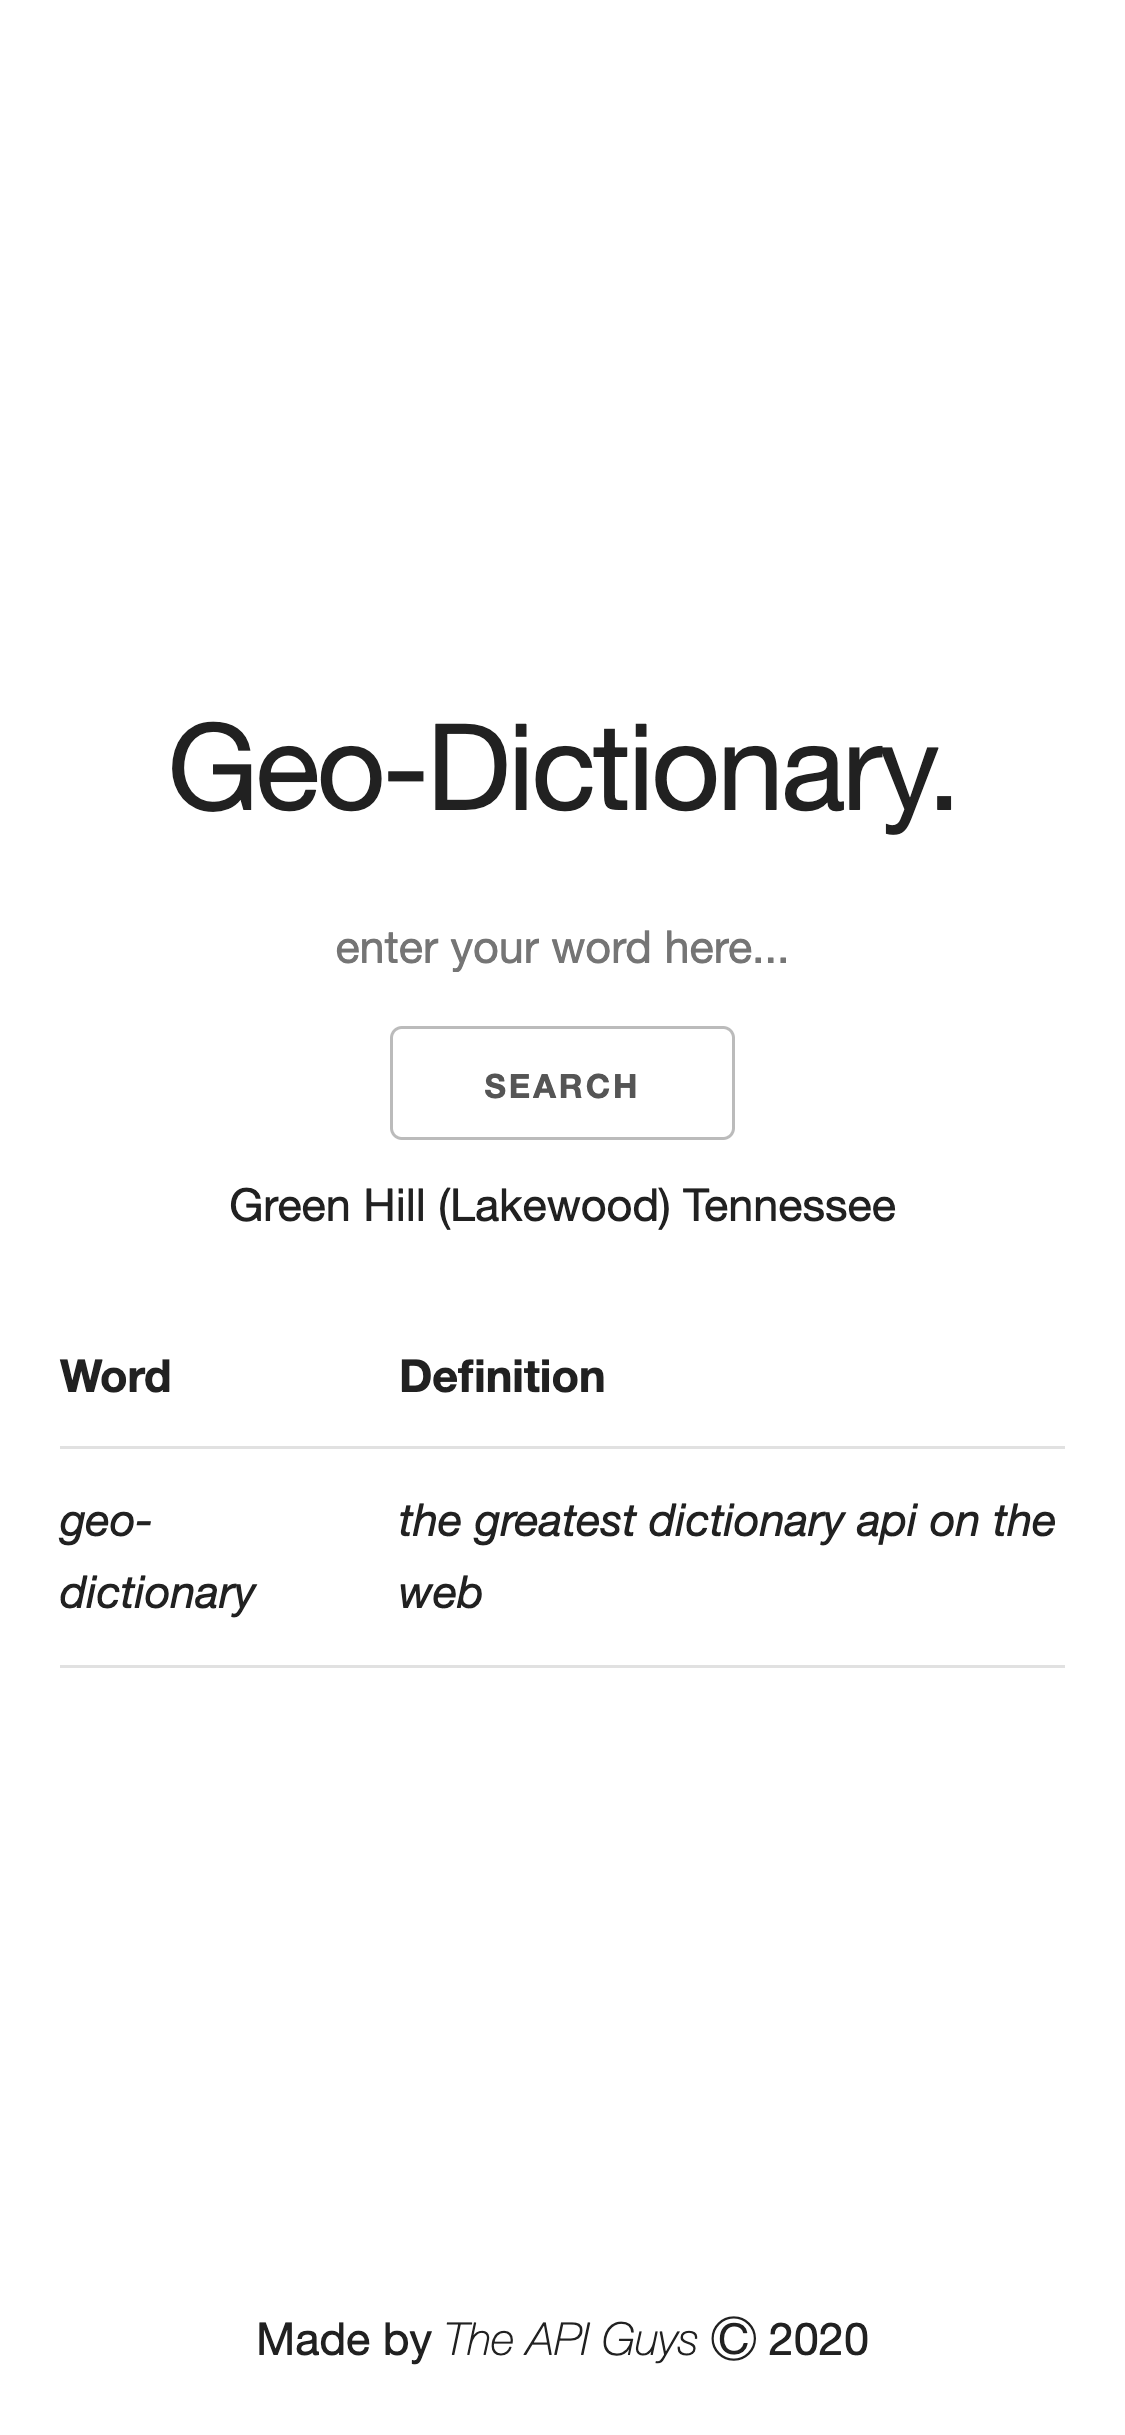 Geo-Dictionary.
enter your word here...
SEARCH
Green Hill (Lakewood) Tennessee
Word Definition
geo- the greatest dictionary api on the
dictionary web
Made by The API Guys © 2020